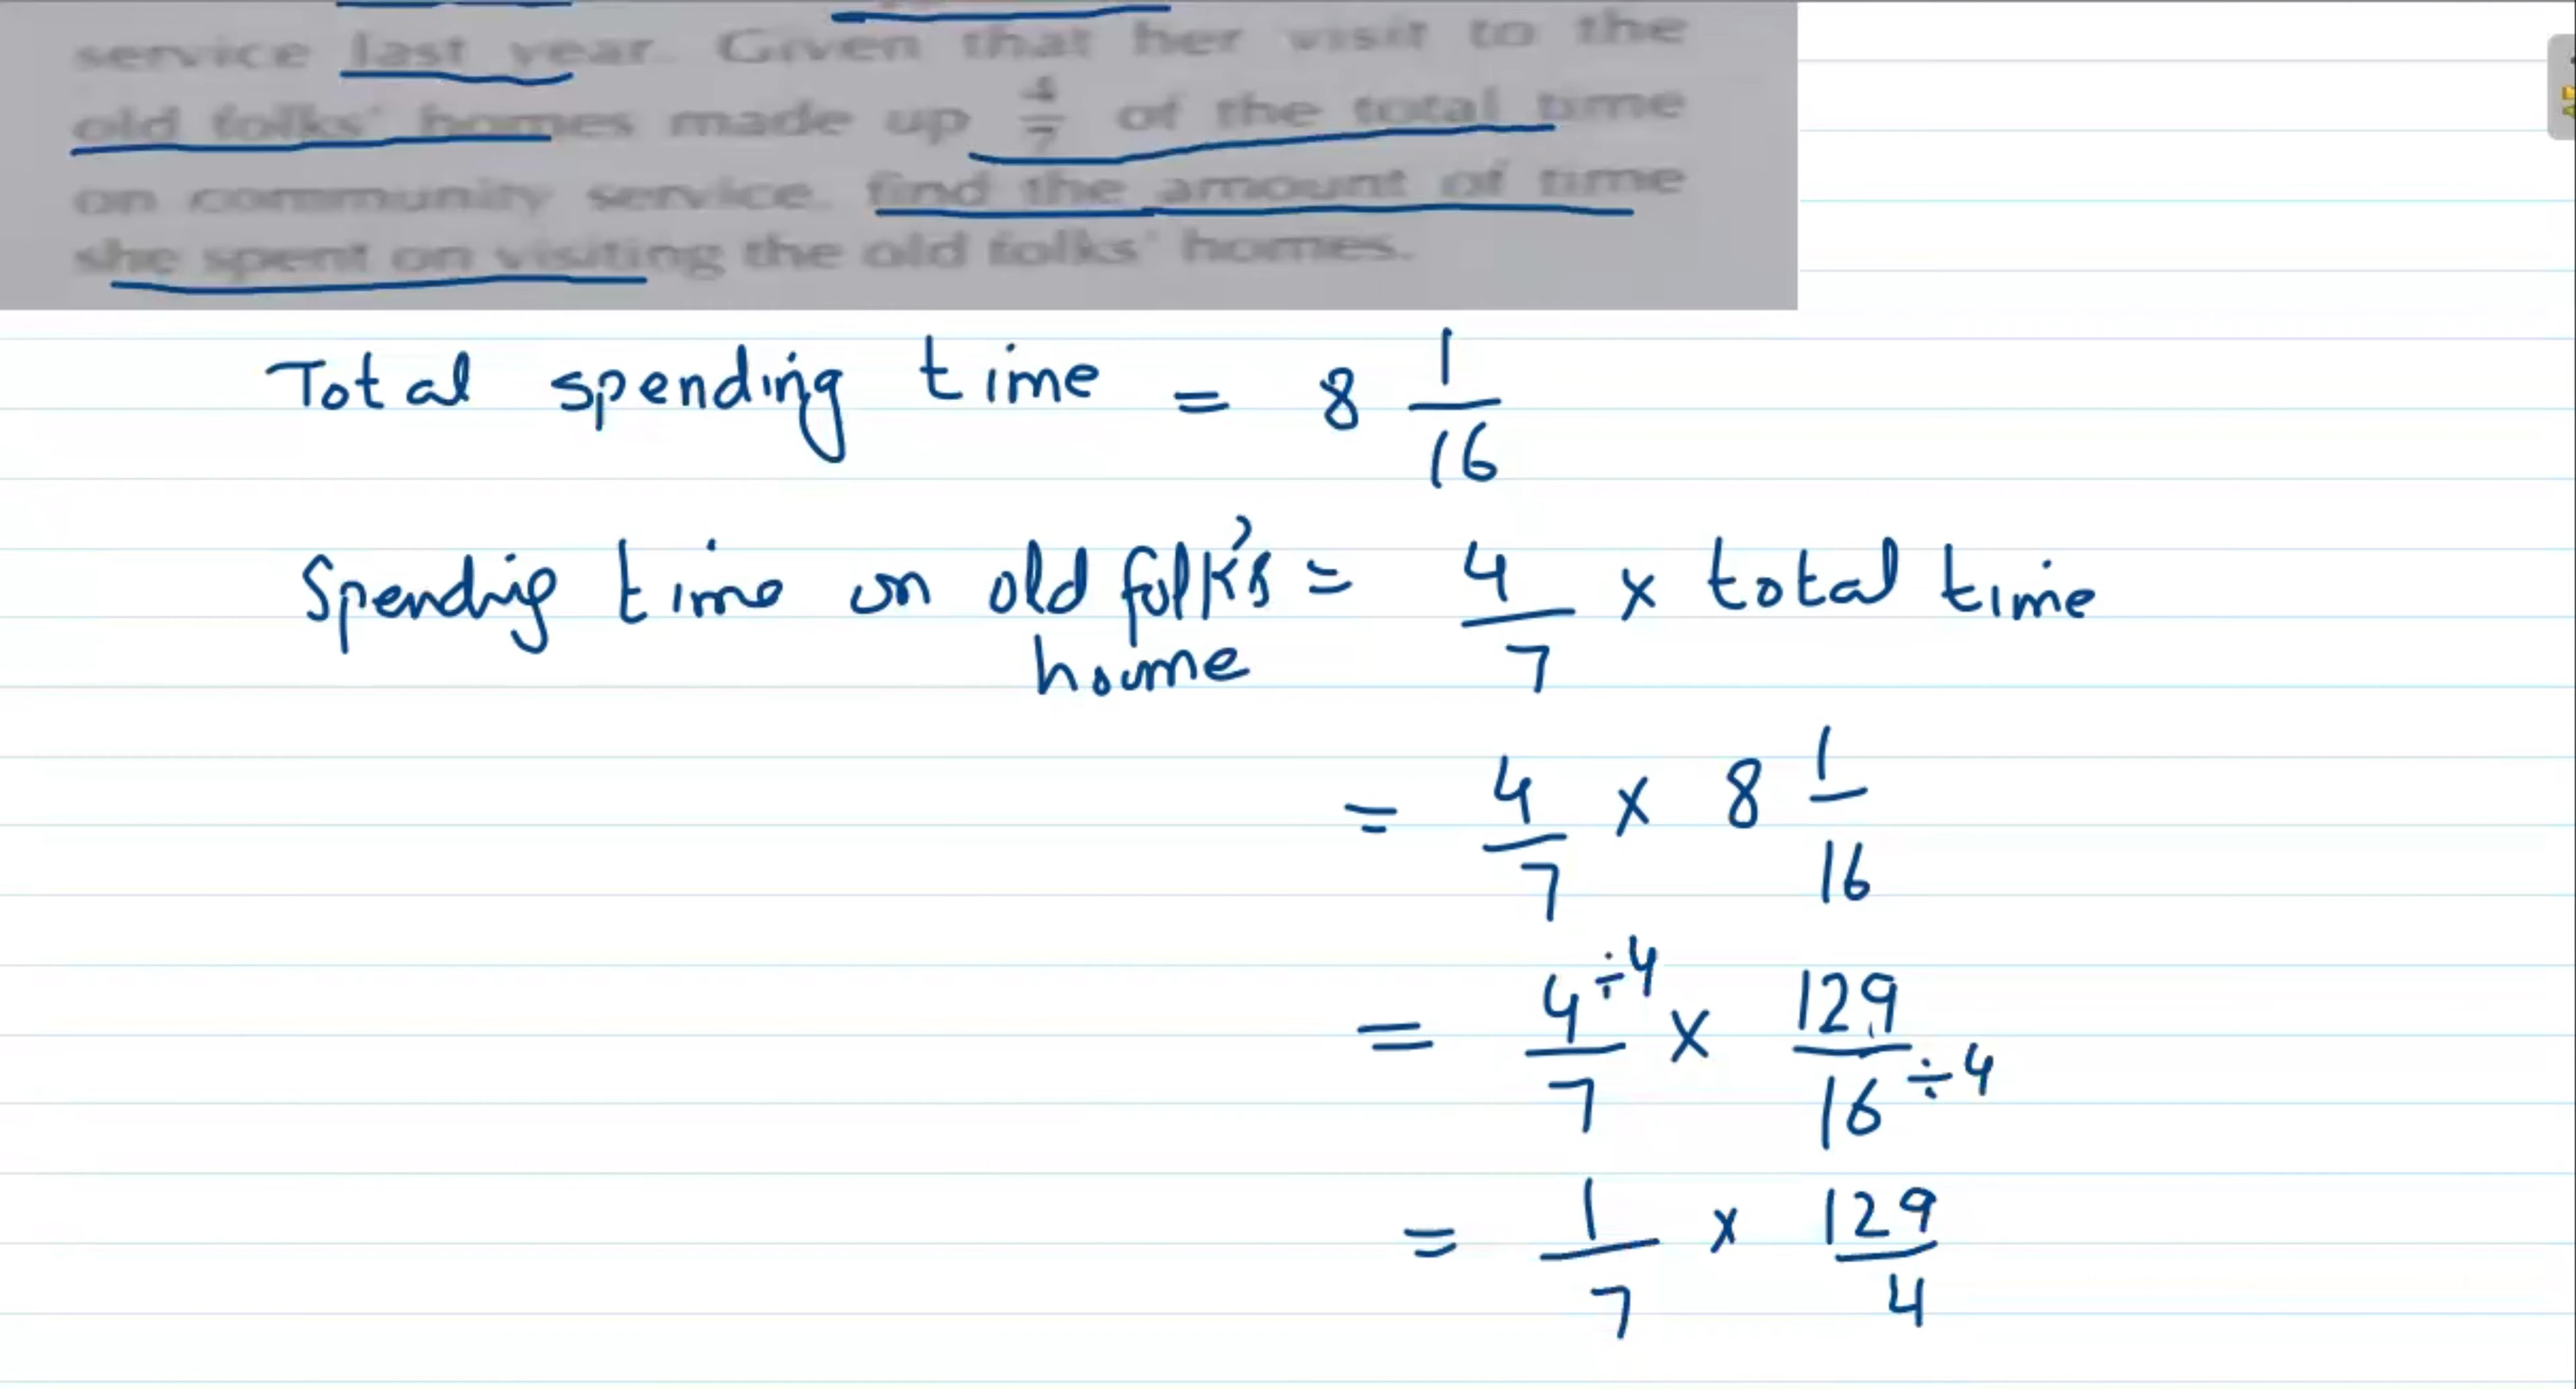 service last year. Given that her visit to the
old folks' homes made up 4/7 of the total time
on community service, find the amount of time
she spent on visiting the old folks' homes.
Total spending time = 8 1/16
Spending time on old folk's = 4/7 x total time
home
= 4/7 x 8 1/16
= 4÷4/7 x 129/16÷4
= 1/7 x 129/4